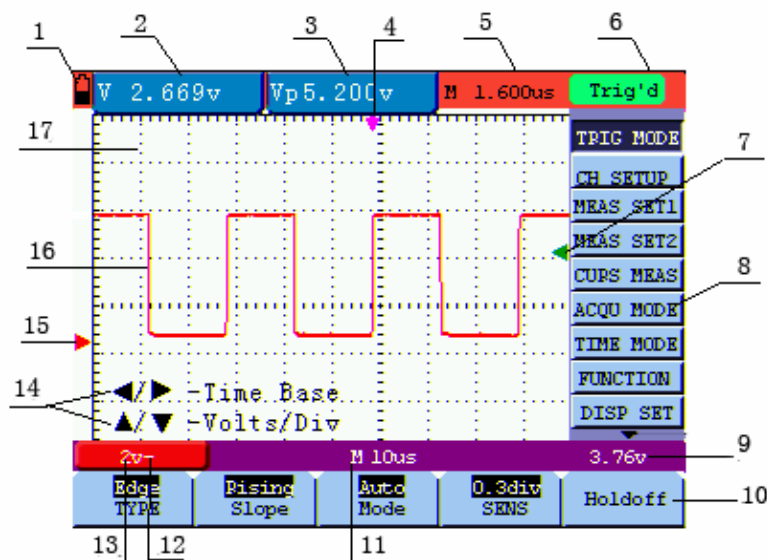 1 2 3 4 5 6
V 2.669v Vp5.200v M 1.600us Trig'd
17
TRIG MODE
7
CH SETUP
MEAS SET1
MEAS SET2
16
CURS MEAS
8
ACQU MODE
15
TIME MODE
FUNCTION
14
◀/▶ -Time Base
▲/▼ -Volts/Div
DISP SET
2v- M 10us 3.76v 9
Edge Rising Auto 0.3div
TYPE Slope Mode SENS Holdoff 10
13 12 11